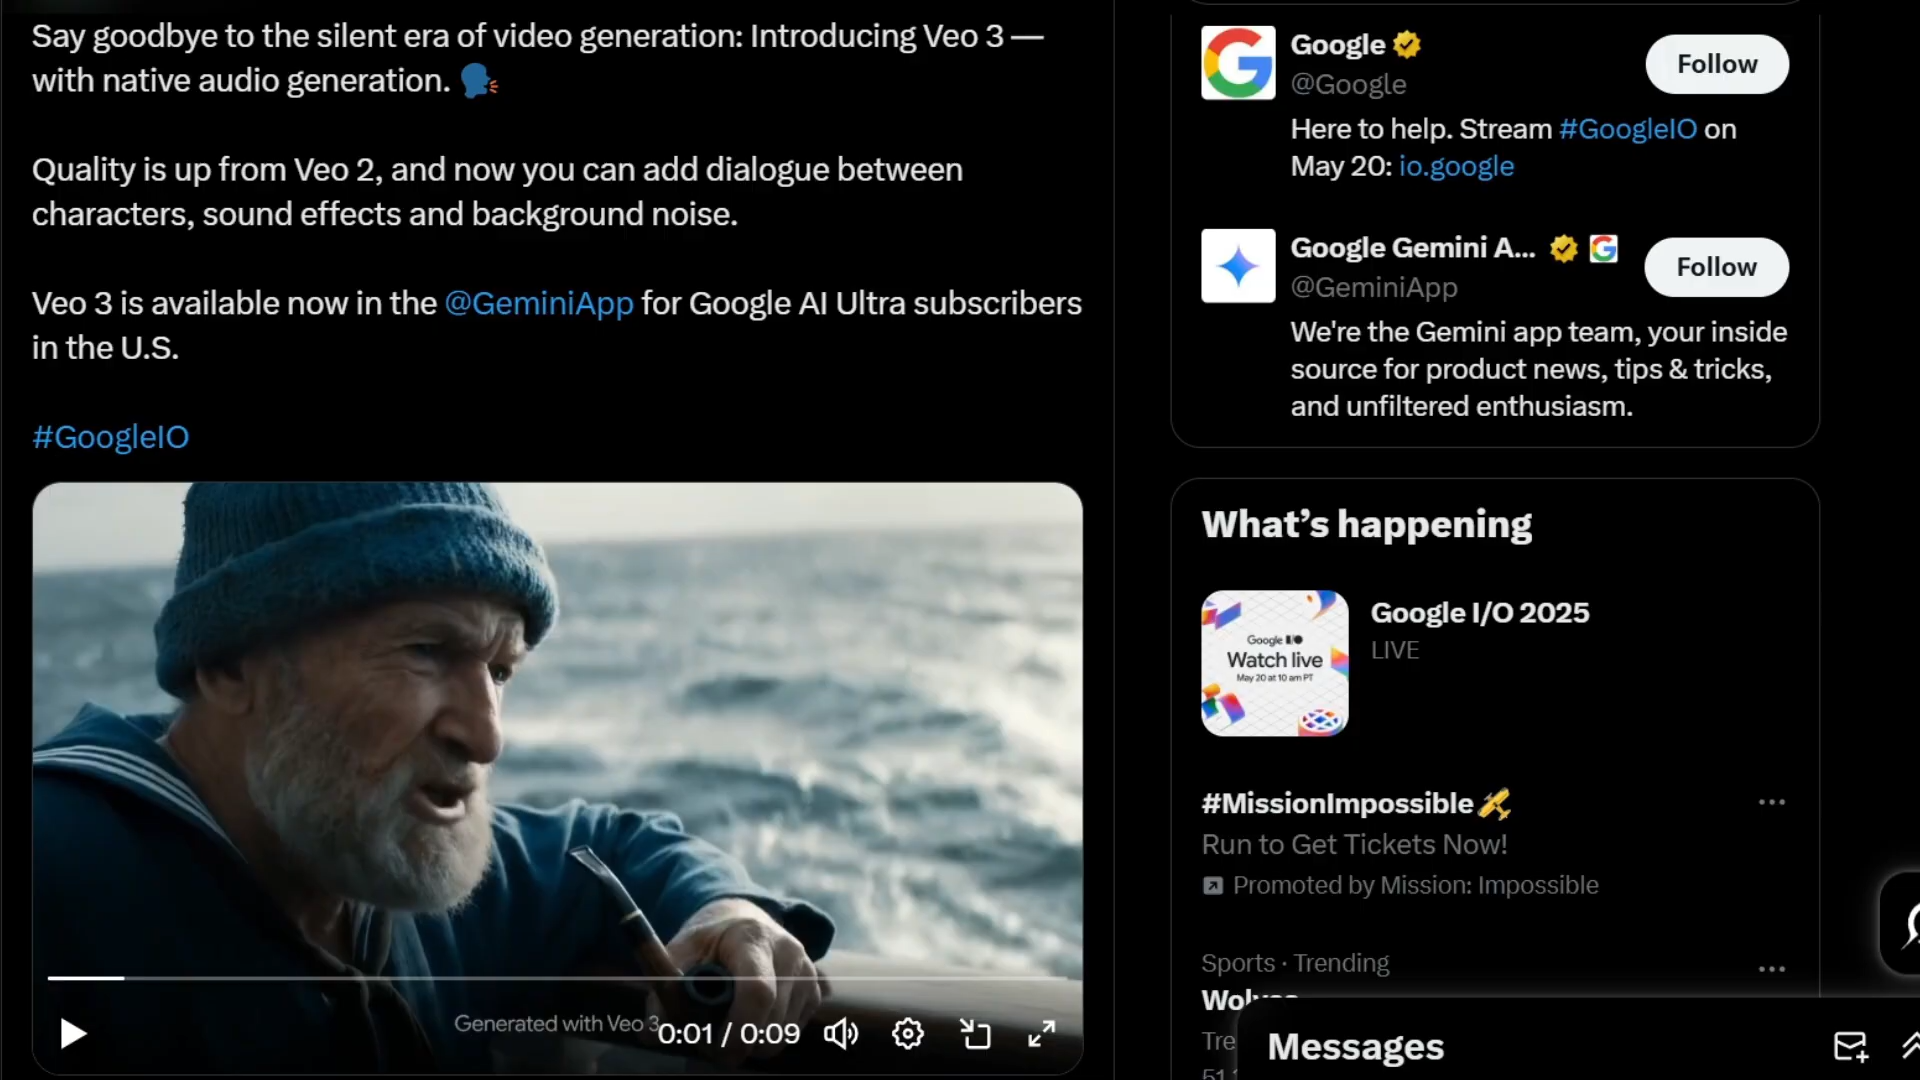 Say goodbye to the silent era of video generation: Introducing Veo 3 —
with native audio generation.
Quality is up from Veo 2, and now you can add dialogue between
characters, sound effects and background noise.
Veo 3 is available now in the @GeminiApp for Google AI Ultra subscribers
in the U.S.
#GoogleIO
Generated with Veo 3
0:01 / 0:09
Google
@Google
Follow
Here to help. Stream #GoogleIO on
May 20: io.google
Google Gemini A...
@GeminiApp
Follow
We're the Gemini app team, your inside
source for product news, tips & tricks,
and unfiltered enthusiasm.
What's happening
Google I/O
Watch live
May 20 at 10 am PT
Google I/O 2025
LIVE
#MissionImpossible
Run to Get Tickets Now!
Promoted by Mission: Impossible
Sports · Trending
Messages